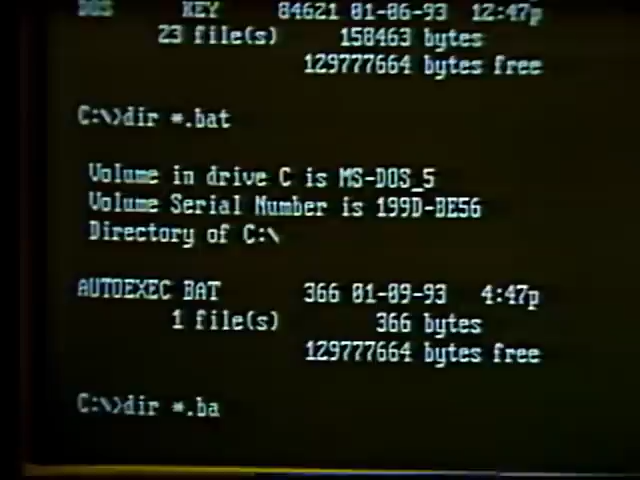 DOS KEY 84621 01-06-93 12:47p
23 file(s) 158463 bytes
129777664 bytes free
C:\>dir *.bat
Volume in drive C is MS-DOS_5
Volume Serial Number is 199D-BE56
Directory of C:\
AUTOEXEC BAT 366 01-09-93 4:47p
1 file(s) 366 bytes
129777664 bytes free
C:\>dir *.ba